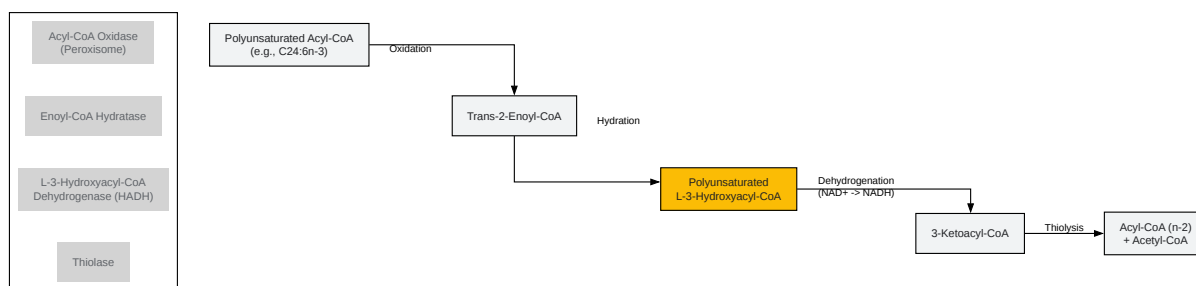 Acyl-CoA Oxidase
(Peroxisome)
Enoyl-CoA Hydratase
L-3-Hydroxyacyl-CoA
Dehydrogenase (HADH)
Thiolase
Polyunsaturated Acyl-CoA
(e.g., C24:6n-3)
Oxidation
Trans-2-Enoyl-CoA
Hydration
Polyunsaturated
L-3-Hydroxyacyl-CoA
Dehydrogenation
(NAD+ -> NADH)
3-Ketoacyl-CoA
Thiolysis
Acyl-CoA (n-2)
+ Acetyl-CoA